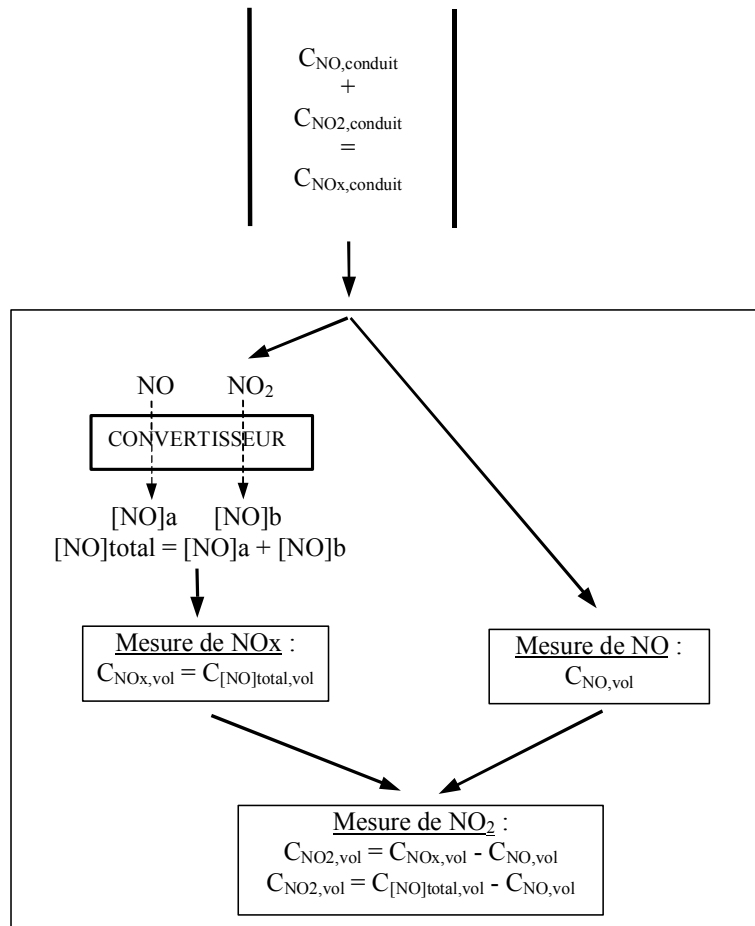 C_NO,conduit
+
C_NO2,conduit
=
C_NOx,conduit
NO NO₂
CONVERTISSEUR
[NO]a [NO]b
[NO]total = [NO]a + [NO]b
Mesure de NOx :
C_NOx,vol = C_[NO]total,vol
Mesure de NO :
C_NO,vol
Mesure de NO₂ :
C_NO2,vol = C_NOx,vol - C_NO,vol
C_NO2,vol = C_[NO]total,vol - C_NO,vol